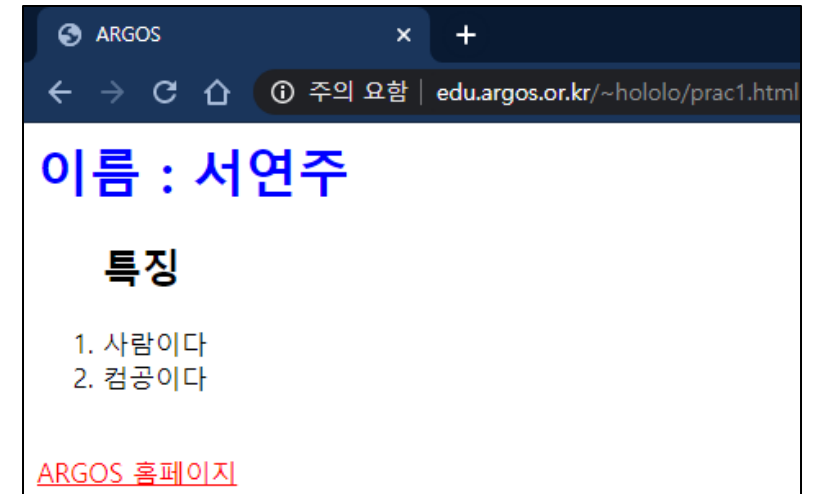 ARGOS
주의 요함 edu.argos.or.kr/~hololo/prac1.html
이름 : 서연주
특징
1. 사람이다
2. 컴공이다
ARGOS 홈페이지